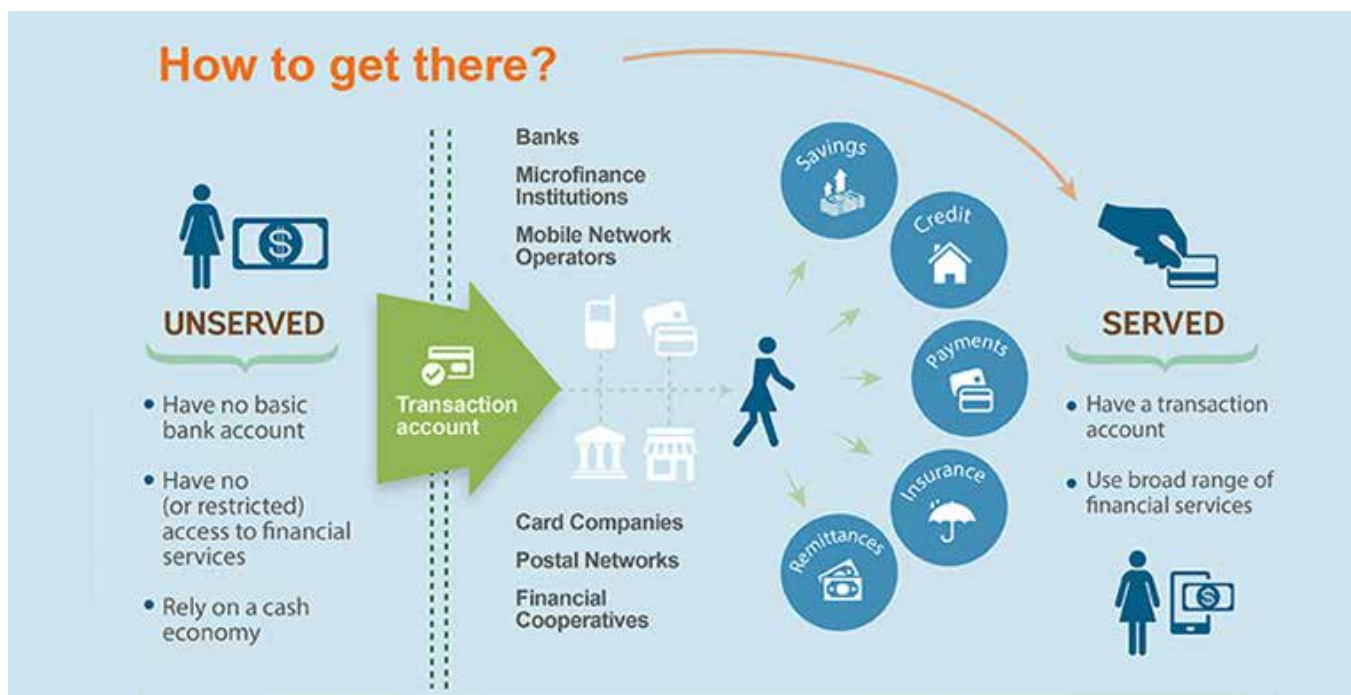 How to get there?
UNSERVED
Have no basic
bank account
Have no
(or restricted)
access to financial
services
Rely on a cash
economy
Transaction
account
Banks
Microfinance
Institutions
Mobile Network
Operators
Card Companies
Postal Networks
Financial
Cooperatives
Savings
Credit
Payments
Insurance
Remittances
SERVED
Have a transaction
account
Use broad range of
financial services